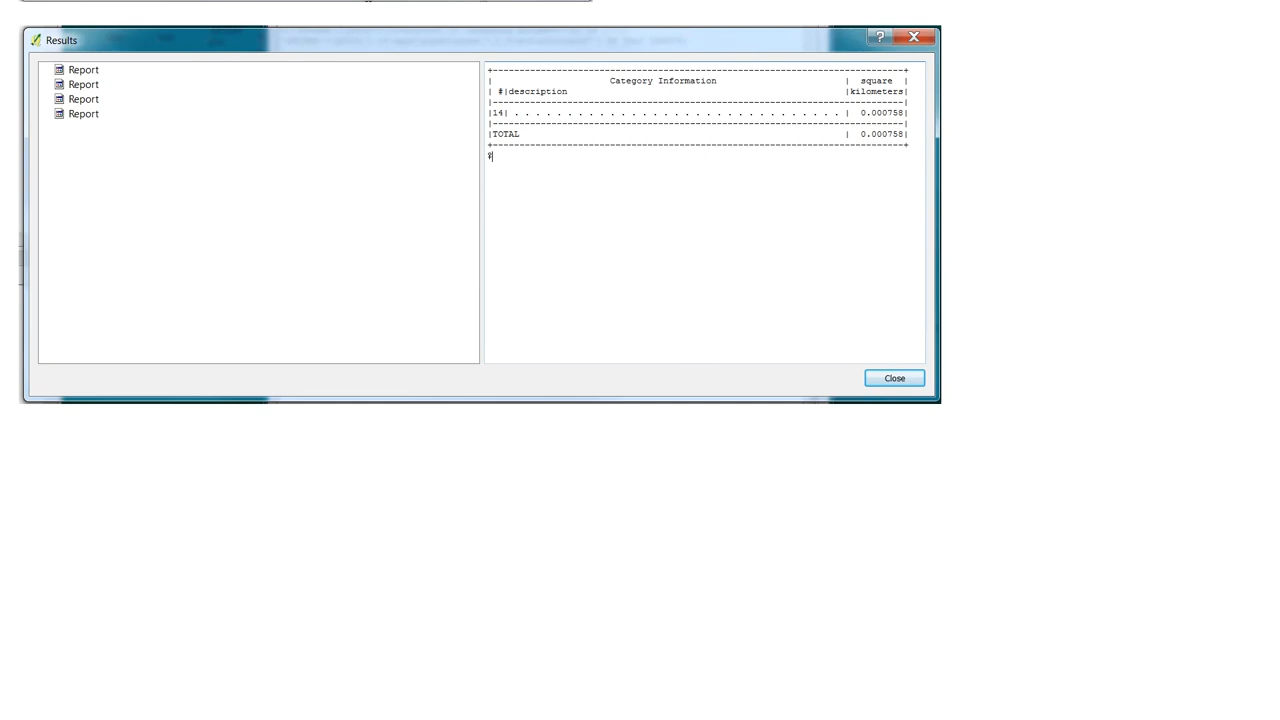 Results
Report
Report
Report
Report
+-----------------------------------------------------------------------------+
| Category Information | square |
| #|description |kilometers|
|-----------------------------------------------------------------------------|
|14| . . . . . . . . . . . . . . . . . . . . . . . . . . . . . . . | 0.000758|
|-----------------------------------------------------------------------------|
|TOTAL | 0.000758|
+-----------------------------------------------------------------------------+
Close